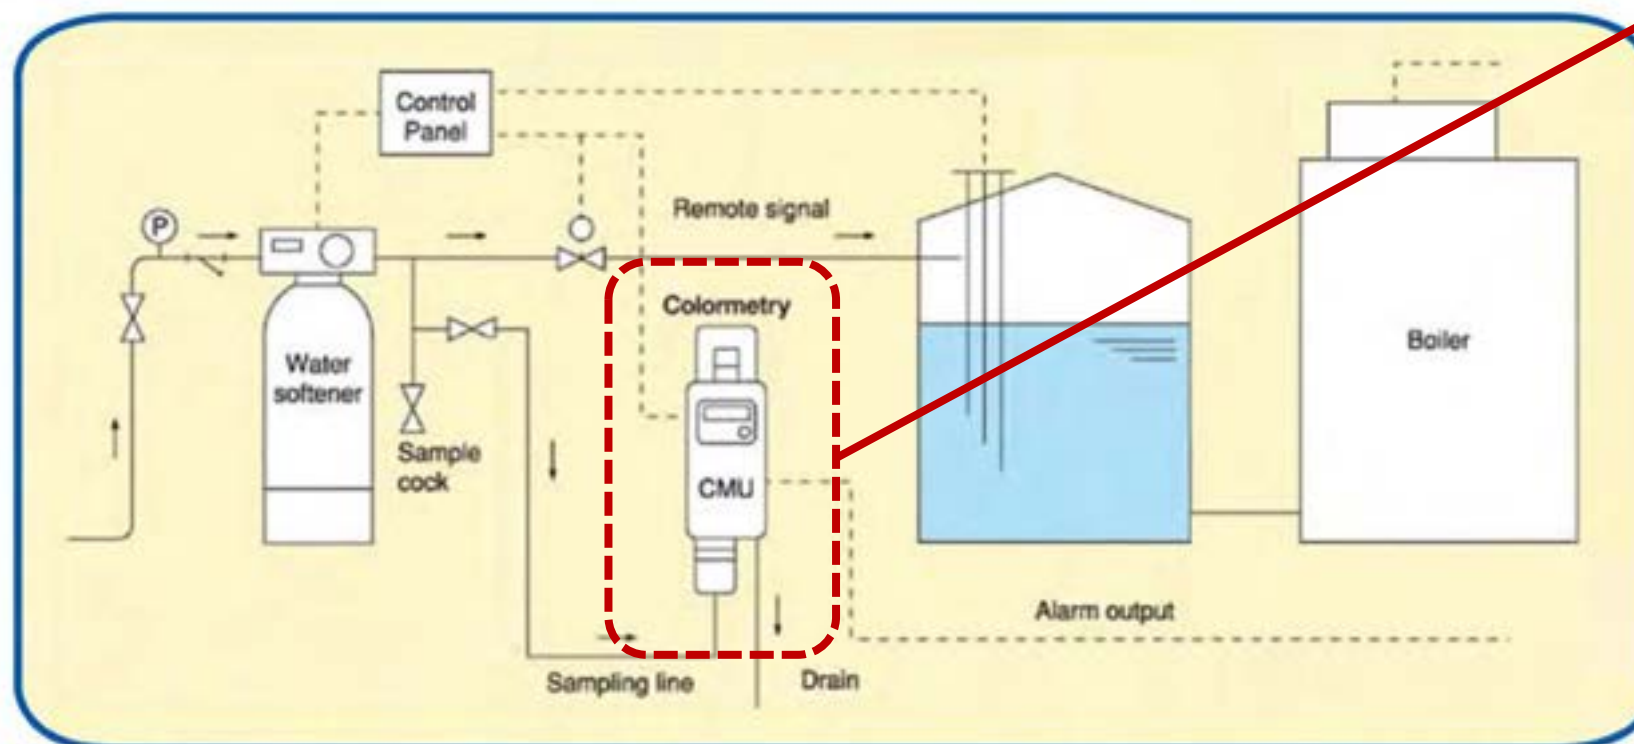 Control
Panel
P
Remote signal
Colormetry
Water
softener
Boiler
Sample
cock
CMU
Alarm output
Sampling line
Drain